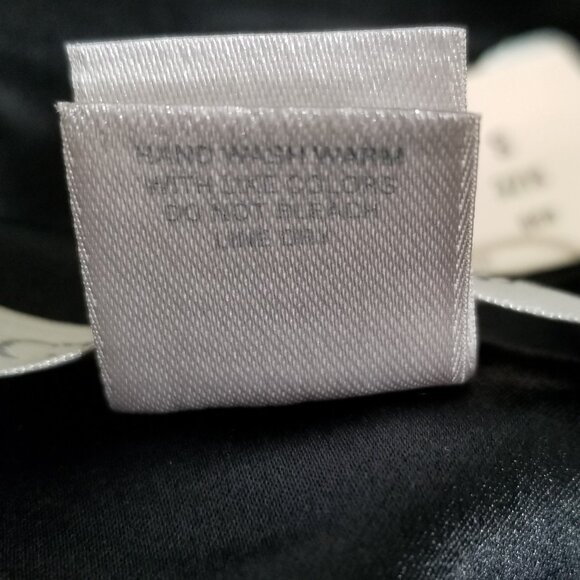 HAND WASH WARM
WITH LIKE COLORS
DO NOT BLEACH
LINE DRY